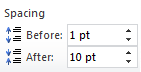 Spacing
Before: 1 pt
After: 10 pt